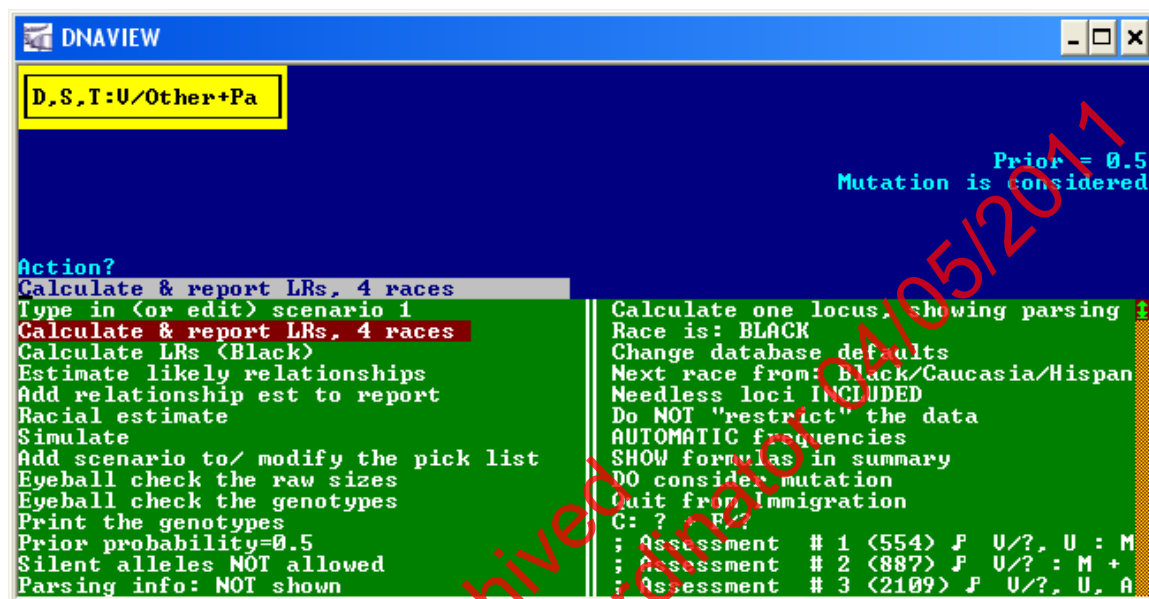 DNAVIEW
D,S,T:V/Other+Pa
Prior = 0.5
Mutation is considered
Action?
Calculate & report LRs, 4 races
Type in (or edit) scenario 1
Calculate & report LRs, 4 races
Calculate LRs (Black)
Estimate likely relationships
Add relationship est to report
Racial estimate
Simulate
Add scenario to/ modify the pick list
Eyeball check the raw sizes
Eyeball check the genotypes
Print the genotypes
Prior probability=0.5
Silent alleles NOT allowed
Parsing info: NOT shown
Calculate one locus, showing parsing
Race is: BLACK
Change database defaults
Next race from: Black/Caucasia/Hispan
Needless loci INCLUDED
Do NOT "restrict" the data
AUTOMATIC frequencies
SHOW formulas in summary
DO consider mutation
Quit from Immigration
C: ? + F/?
; Assessment # 1 (554) V/?, U : M
; Assessment # 2 (887) V/? : M +
; Assessment # 3 (2109) V/?, U, A
chived
rdinator 04/05/2011